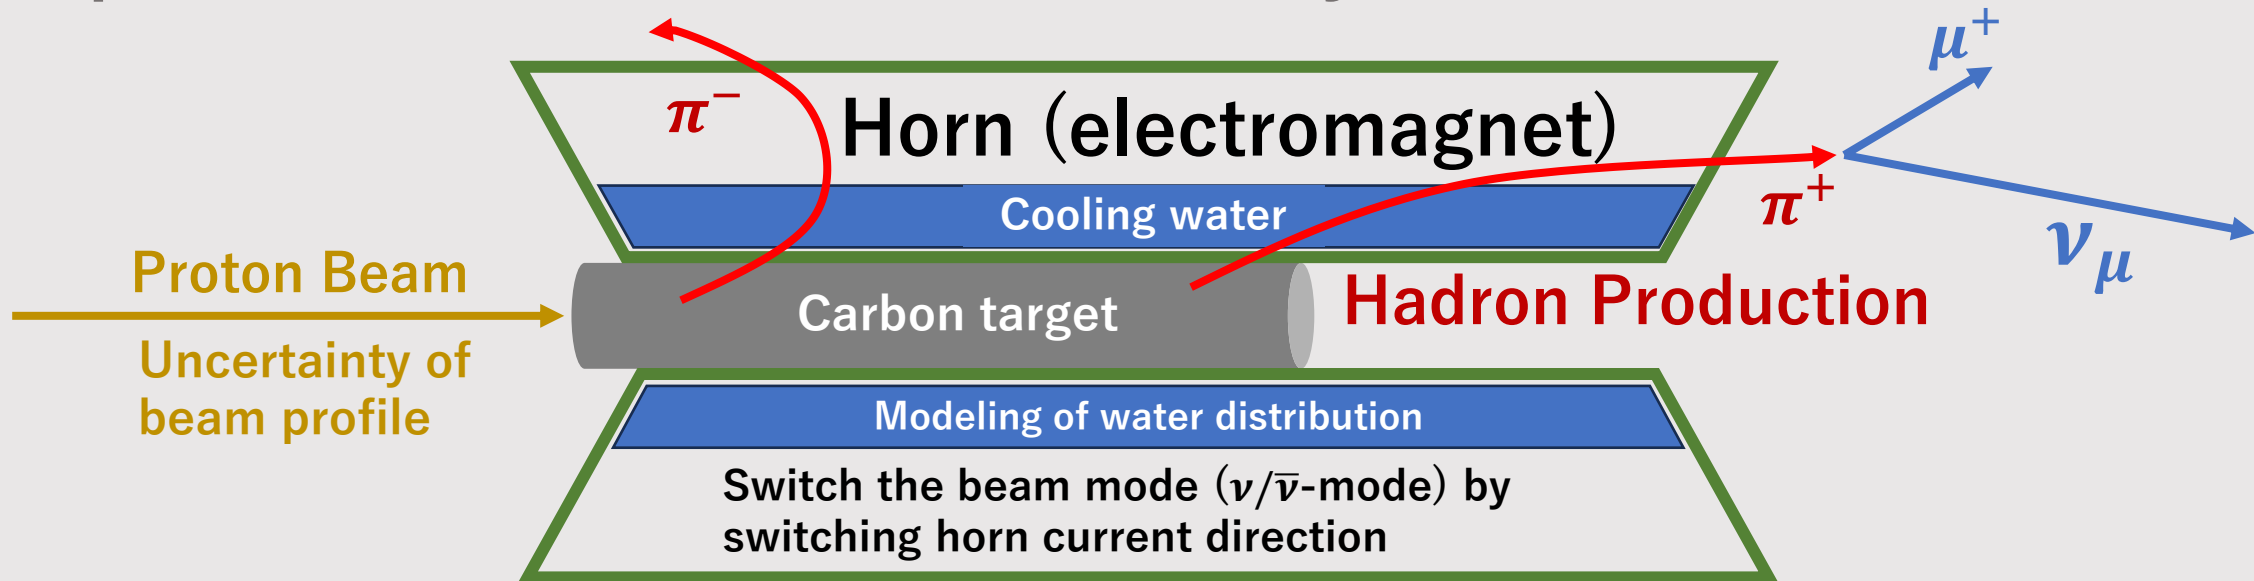 μ⁺
π⁻
Horn (electromagnet)
Cooling water
π⁺
ν_μ
Proton Beam
Carbon target
Hadron Production
Uncertainty of
beam profile
Modeling of water distribution
Switch the beam mode (ν/ν̅-mode) by
switching horn current direction